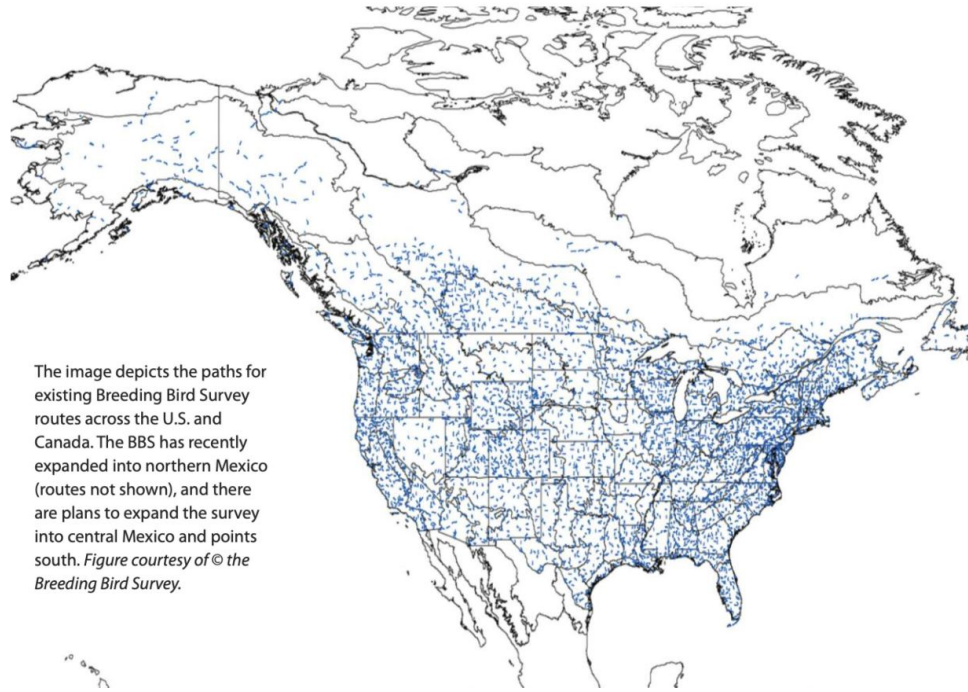 The image depicts the paths for
existing Breeding Bird Survey
routes across the U.S. and
Canada. The BBS has recently
expanded into northern Mexico
(routes not shown), and there
are plans to expand the survey
into central Mexico and points
south. Figure courtesy of © the
Breeding Bird Survey.